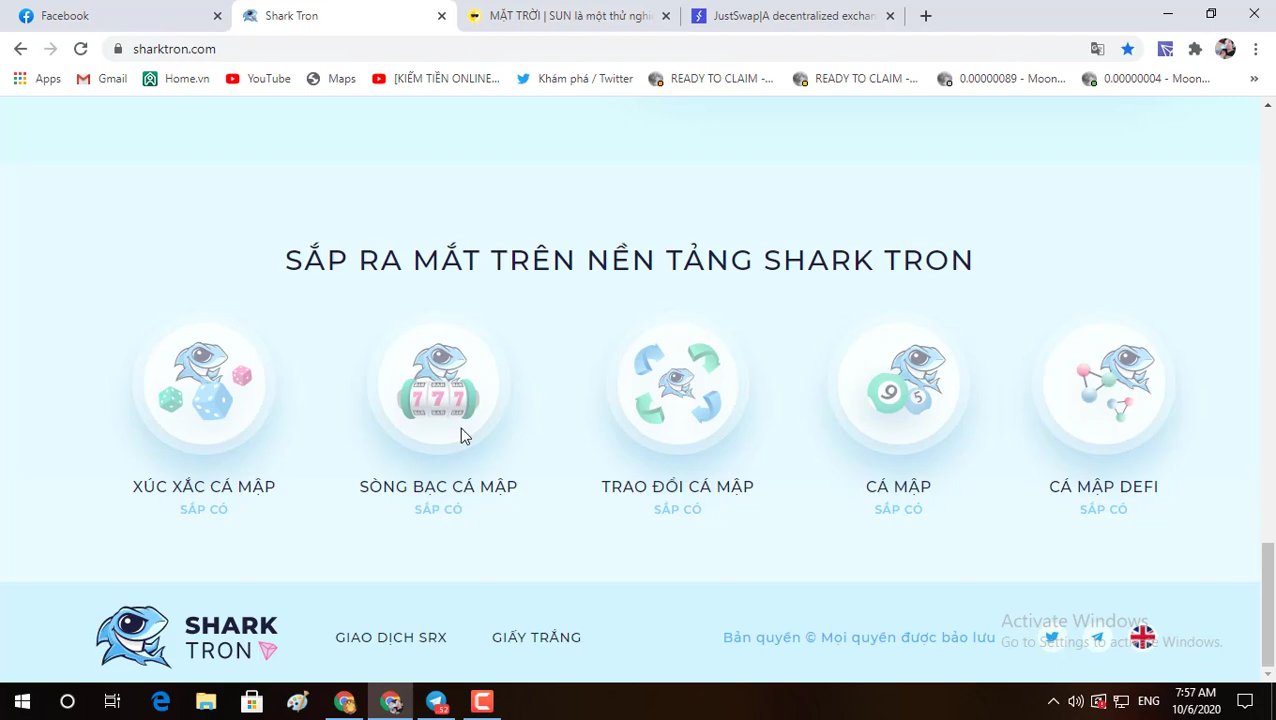 Facebook
Shark Tron
MẶT TRỜI | SUN là một thử nghi
JustSwap|A decentralized exchan
sharktron.com
Apps
Gmail
Home.vn
YouTube
Maps
[KIẾM TIỀN ONLINE...
Khám phá / Twitter
READY TO CLAIM -...
READY TO CLAIM -...
0.00000089 - Moon...
0.00000004 - Moon...
SẮP RA MẮT TRÊN NỀN TẢNG SHARK TRON
777
9
5
XÚC XẮC CÁ MẬP
SÒNG BẠC CÁ MẬP
TRAO ĐỔI CÁ MẬP
CÁ MẬP
CÁ MẬP DEFI
SẮP CÓ
SẮP CÓ
SẮP CÓ
SẮP CÓ
SẮP CÓ
SHARK
TRON
GIAO DỊCH SRX
GIẤY TRẮNG
Bản quyền © Mọi quyền được bảo lưu
Activate Windows
Go to Settings to activate Windows.
52
ENG
7:57 AM
10/6/2020